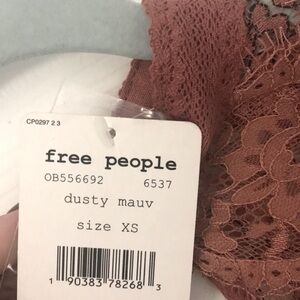 CP0297 2 3
free people
OB556692 6537
dusty mauv
size XS
1 90383 78268 3